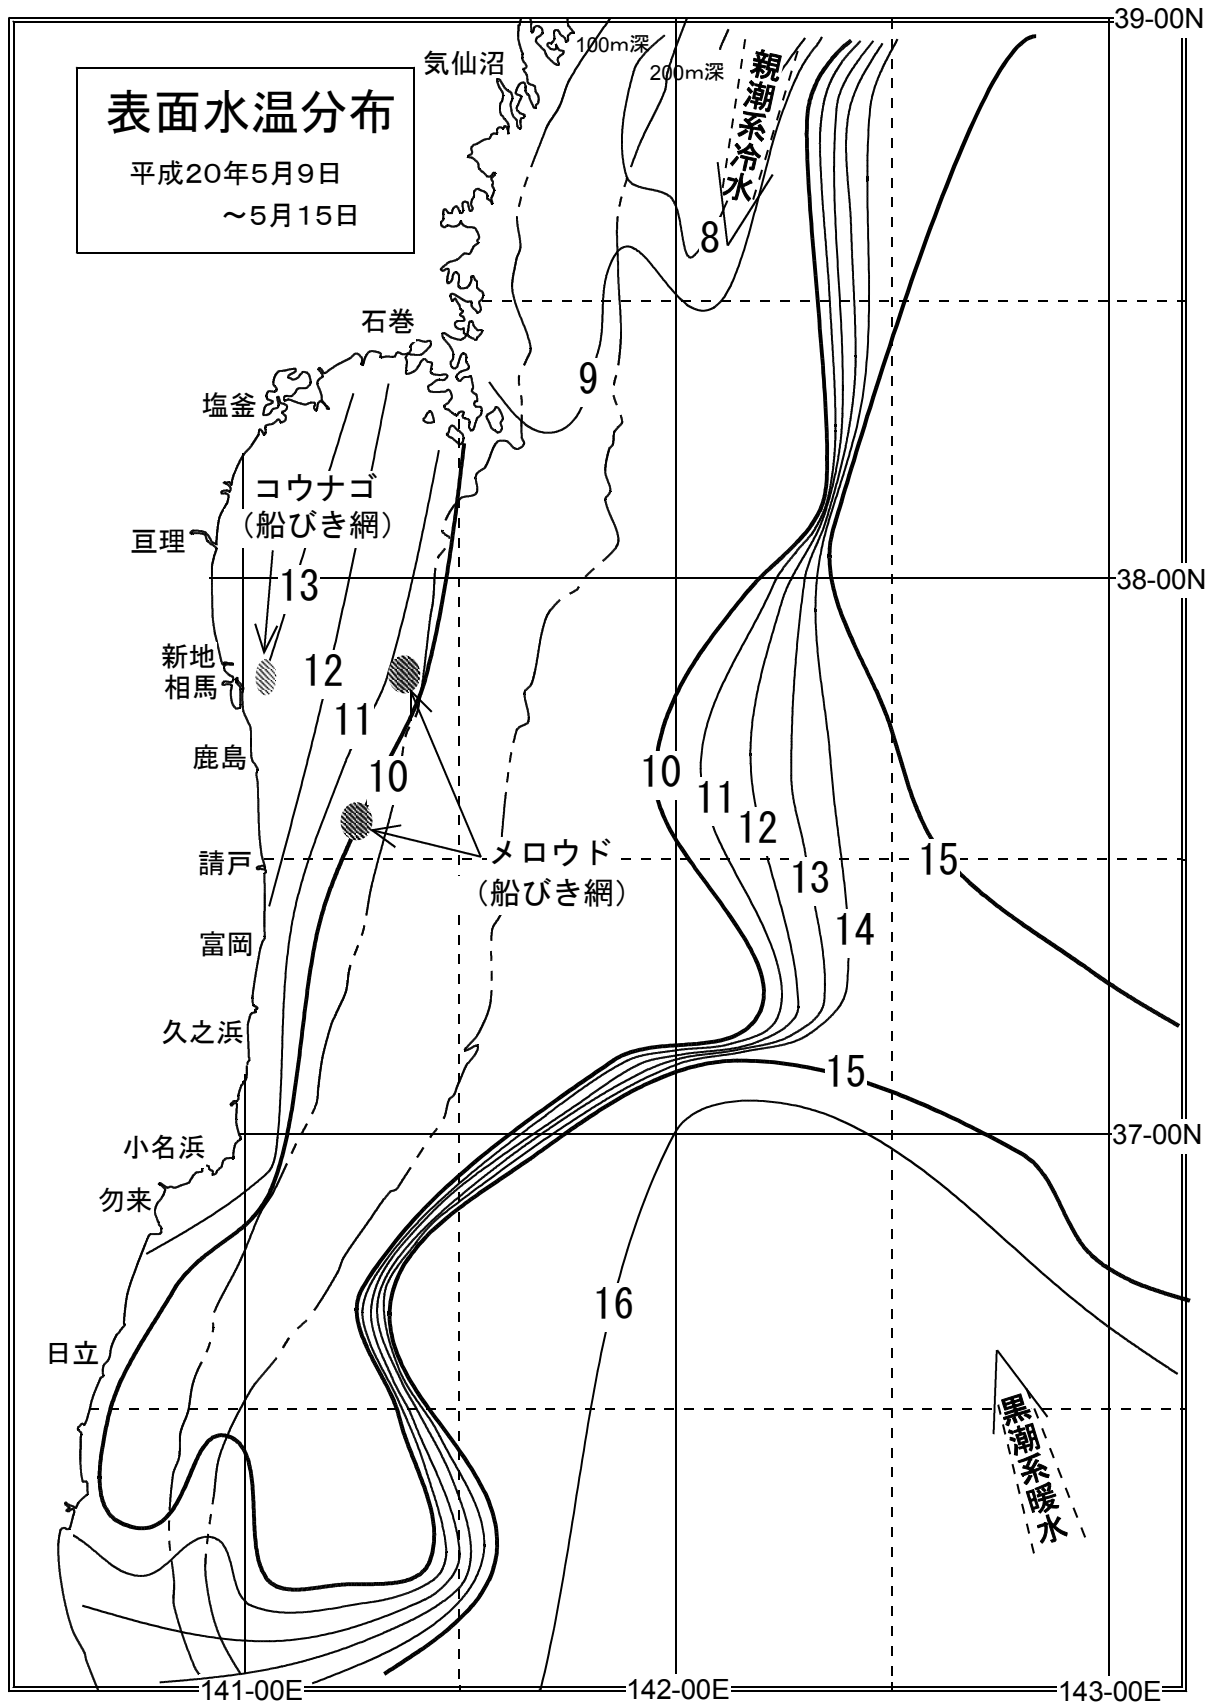 39-00N
100m深
気仙沼
200m深
親潮系冷水
表面水温分布
平成20年5月9日
～5月15日
8
石巻
9
塩釜
コウナゴ
(船びき網)
亘理
13
38-00N
新地
相馬
12
11
鹿島
10
10
11
12
15
メロウド
(船びき網)
請戸
13
14
富岡
久之浜
15
37-00N
小名浜
勿来
16
日立
黒潮系暖水
141-00E
142-00E
143-00E